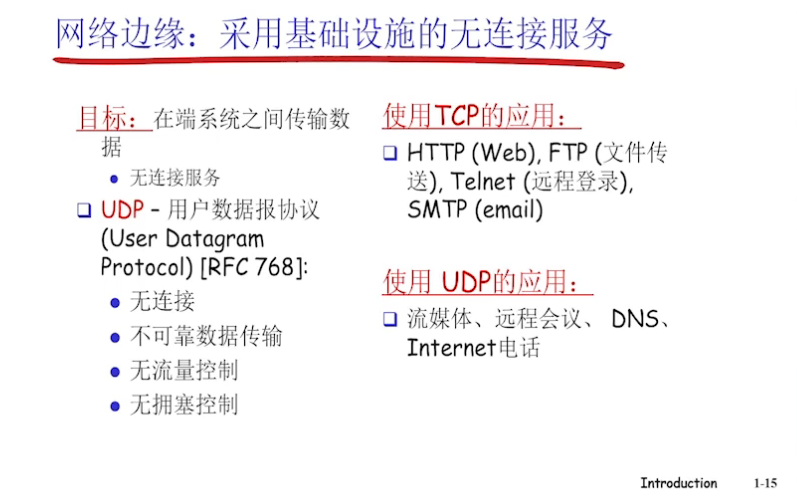 网络边缘：采用基础设施的无连接服务
目标：在端系统之间传输数
据
无连接服务
UDP – 用户数据报协议
(User Datagram
Protocol) [RFC 768]:
无连接
不可靠数据传输
无流量控制
无拥塞控制
使用TCP的应用：
HTTP (Web), FTP (文件传
送), Telnet (远程登录),
SMTP (email)
使用 UDP的应用：
流媒体、远程会议、 DNS、
Internet电话
Introduction 1-15